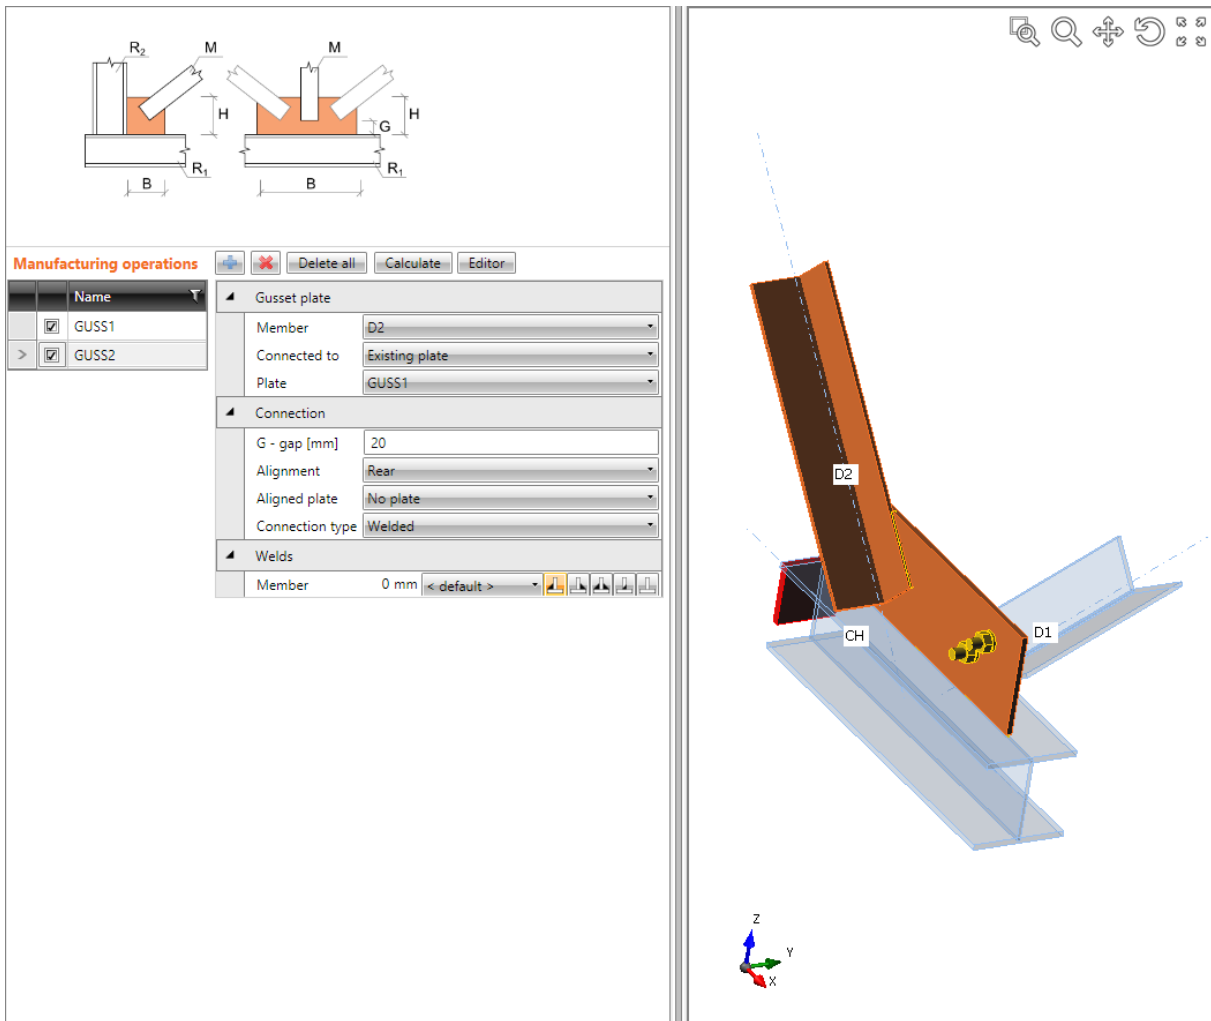 R2 M M
H G H
R1 R1
B B
Manufacturing operations Delete all Calculate Editor
Name
GUSS1
GUSS2
Gusset plate
Member D2
Connected to Existing plate
Plate GUSS1
Connection
G - gap [mm] 20
Alignment Rear
Aligned plate No plate
Connection type Welded
Welds
Member 0 mm < default >
D2
CH
D1
Z
Y
X